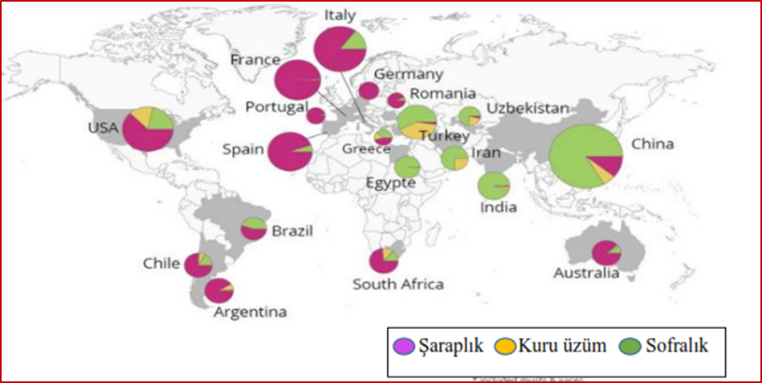 Italy
France
Germany
Romania
Portugal
Uzbekistan
USA
Turkey
China
Spain
Greece
Iran
Egypte
India
Brazil
Chile
South Africa
Australia
Argentina
Şaraplık Kuru üzüm Sofralık